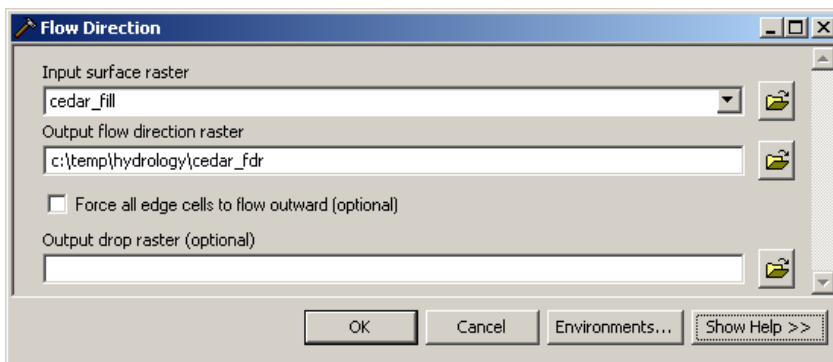 Flow Direction
Input surface raster
cedar_fill
Output flow direction raster
c:\temp\hydrology\cedar_fdr
Force all edge cells to flow outward (optional)
Output drop raster (optional)
OK Cancel Environments... Show Help >>